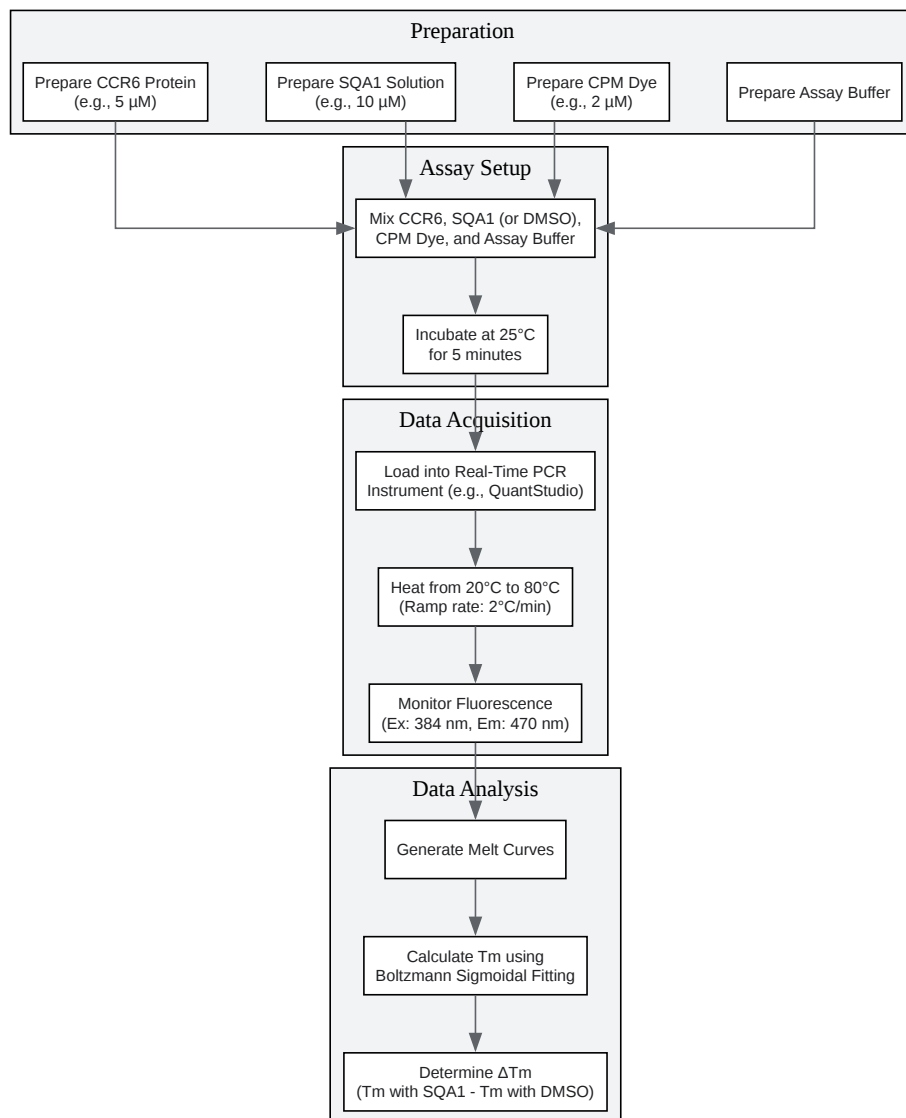 Preparation
Prepare CCR6 Protein
(e.g., 5 µM)
Prepare SQA1 Solution
(e.g., 10 µM)
Prepare CPM Dye
(e.g., 2 µM)
Prepare Assay Buffer
Assay Setup
Mix CCR6, SQA1 (or DMSO),
CPM Dye, and Assay Buffer
Incubate at 25°C
for 5 minutes
Data Acquisition
Load into Real-Time PCR
Instrument (e.g., QuantStudio)
Heat from 20°C to 80°C
(Ramp rate: 2°C/min)
Monitor Fluorescence
(Ex: 384 nm, Em: 470 nm)
Data Analysis
Generate Melt Curves
Calculate Tm using
Boltzmann Sigmoidal Fitting
Determine ΔTm
(Tm with SQA1 - Tm with DMSO)